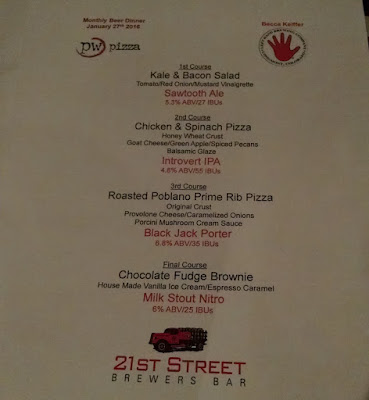 Monthly Beer Dinner
January 27th 2016
Becca Keiffer
pw pizza
1st Course
Kale & Bacon Salad
Tomato/Red Onion/Mustard Vinaigrette
Sawtooth Ale
5.3% ABV/27 IBUs
2nd Course
Chicken & Spinach Pizza
Honey Wheat Crust
Goat Cheese/Green Apple/Spiced Pecans
Balsamic Glaze
Introvert IPA
4.8% ABV/55 IBUs
3rd Course
Roasted Poblano Prime Rib Pizza
Original Crust
Provolone Cheese/Caramelized Onions
Porcini Mushroom Cream Sauce
Black Jack Porter
6.8% ABV/35 IBUs
Final Course
Chocolate Fudge Brownie
House Made Vanilla Ice Cream/Espresso Caramel
Milk Stout Nitro
6% ABV/25 IBUs
21ST STREET
BREWERS BAR